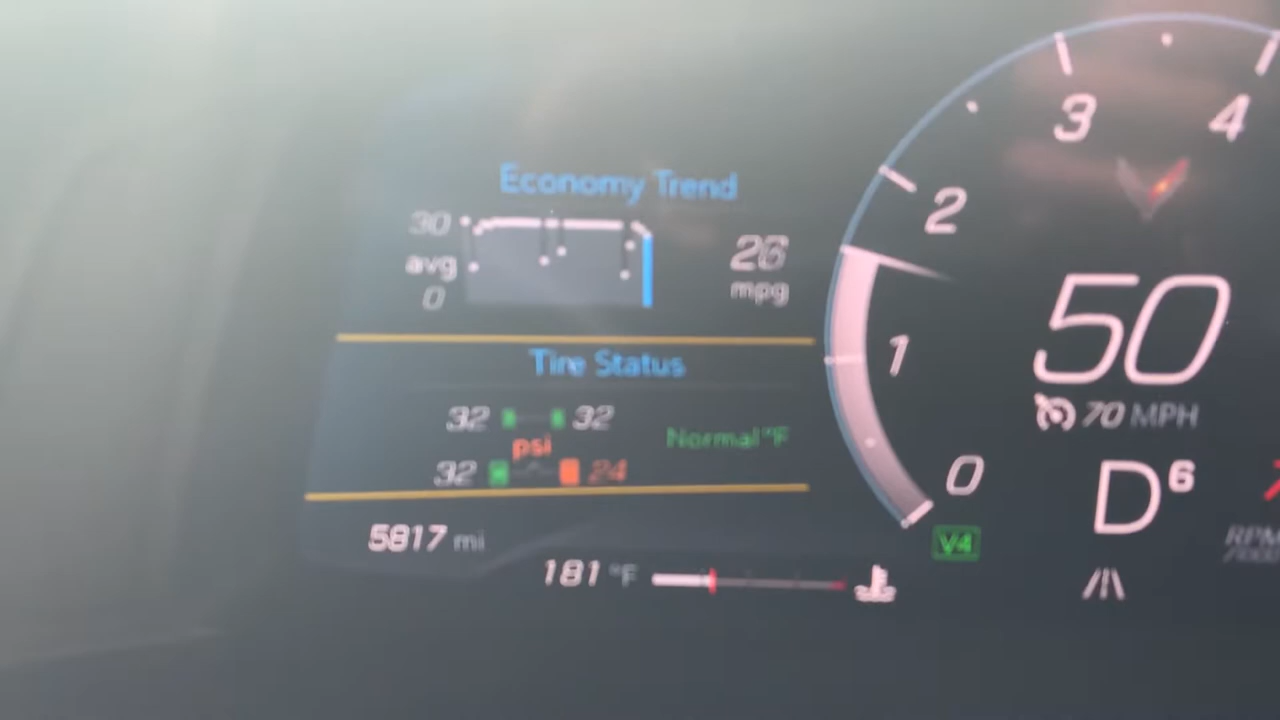 Economy Trend
30
avg
0
26
mpg
Tire Status
32 32
psi
Normal °F
32 24
5817 mi
181 °F
0
1
2
3
4
50
70 MPH
D6
V4
RPM